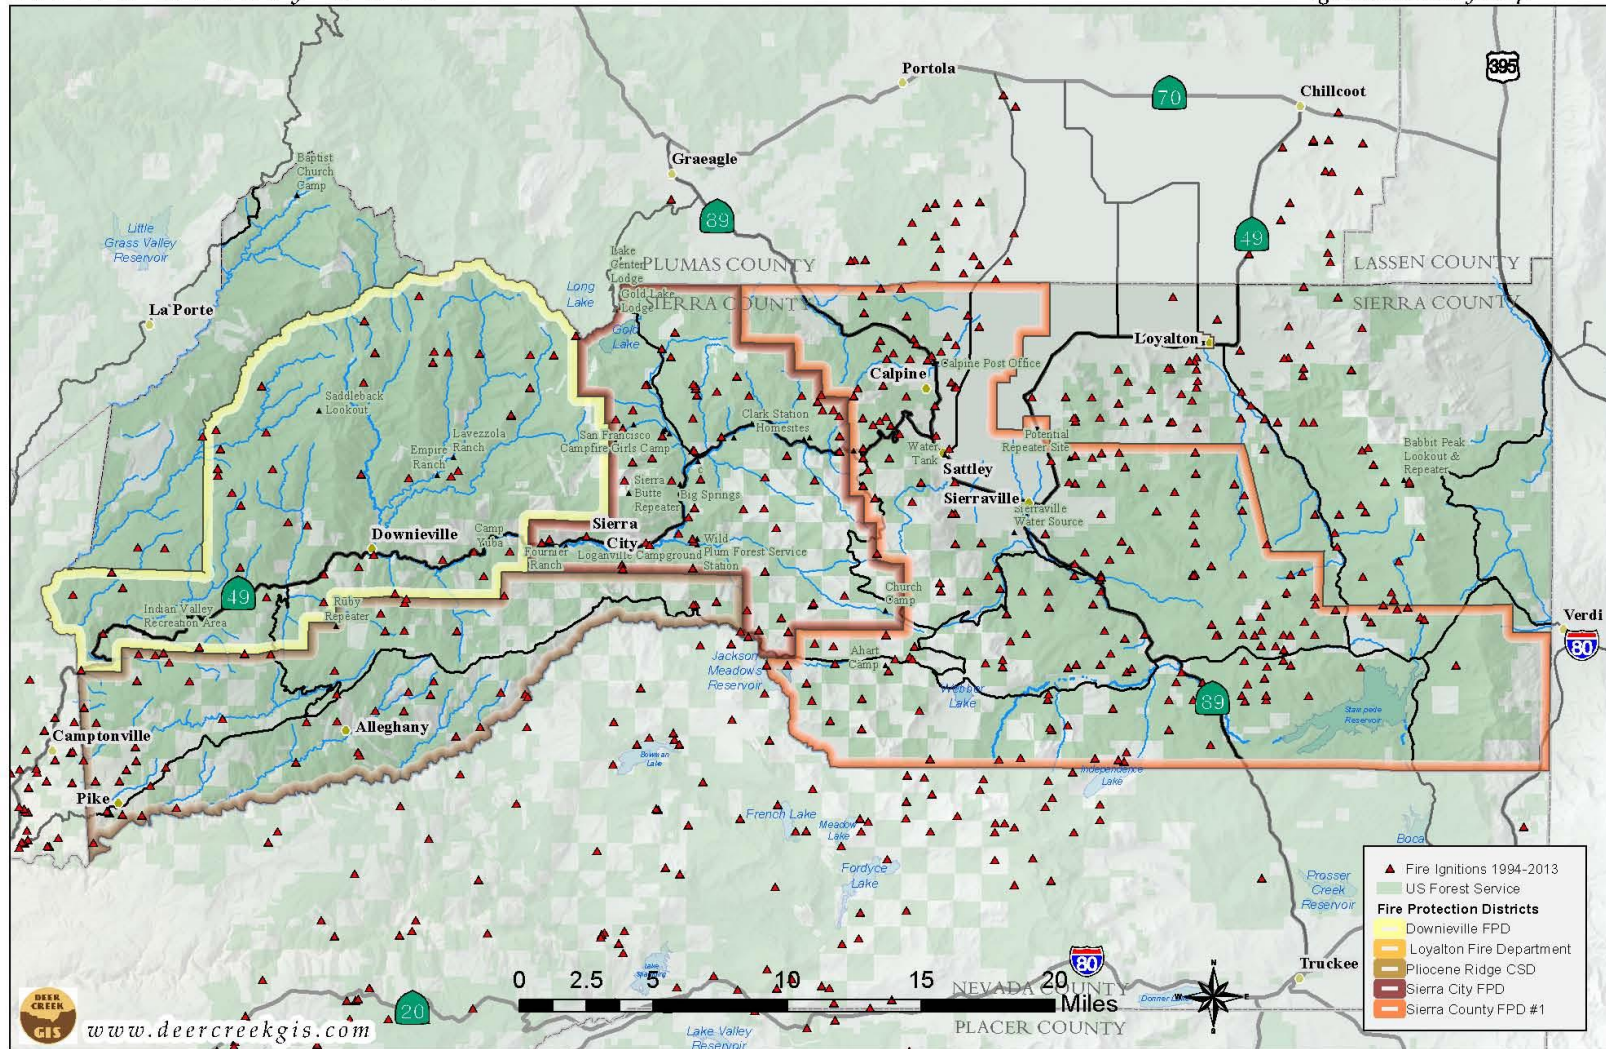 Portola
395
70
Chillcoot
Graeagle
Baptist
Church
Camp
89
Little
Grass Valley
Reservoir
49
Lake
Center
Lodge
PLUMAS COUNTY
LASSEN COUNTY
Long
Lake
Gold Lake
Lodge
SIERRA COUNTY
SIERRA COUNTY
La Porte
Gold
Lake
Loyalton
Calpine Post Office
Calpine
Saddleback
Lookout
Clark Station
Homesites
Lavezzola
Ranch
Empire
Ranch
San Francisco
Campfire Girls Camp
Potential
Repeater Site
Water
Tank
Babbit Peak
Lookout &
Repeater
Sattley
Sierra
Butte
Repeater
Big Springs
Sierraville
Sierraville
Water Source
Sierra
City
Downieville
Camp
Yuba
Wild
Plum Forest Service
Station
Fournier
Ranch
Loganville Campground
49
Church
Camp
Ruby
Repeater
Indian Valley
Recreation Area
Verdi
80
Ahart
Camp
Jackson
Meadows
Reservoir
Webber
Lake
89
Stampede
Reservoir
Alleghany
Camptonville
Bowman
Lake
Independence
Lake
Pike
French Lake
Meadow
Lake
Boca
Fordyce
Lake
Prosser
Creek
Reservoir
Fire Ignitions 1994-2013
US Forest Service
Fire Protection Districts
Downieville FPD
Loyalton Fire Department
Pliocene Ridge CSD
Sierra City FPD
Sierra County FPD #1
80
Truckee
Lake
Spaulding
0 2.5 5 10 15 20
Miles
NEVADA COUNTY
Donner Lake
N
W
E
S
DEER
CREEK
GIS
www.deercreekgis.com
20
PLACER COUNTY
Lake Valley
Reservoir